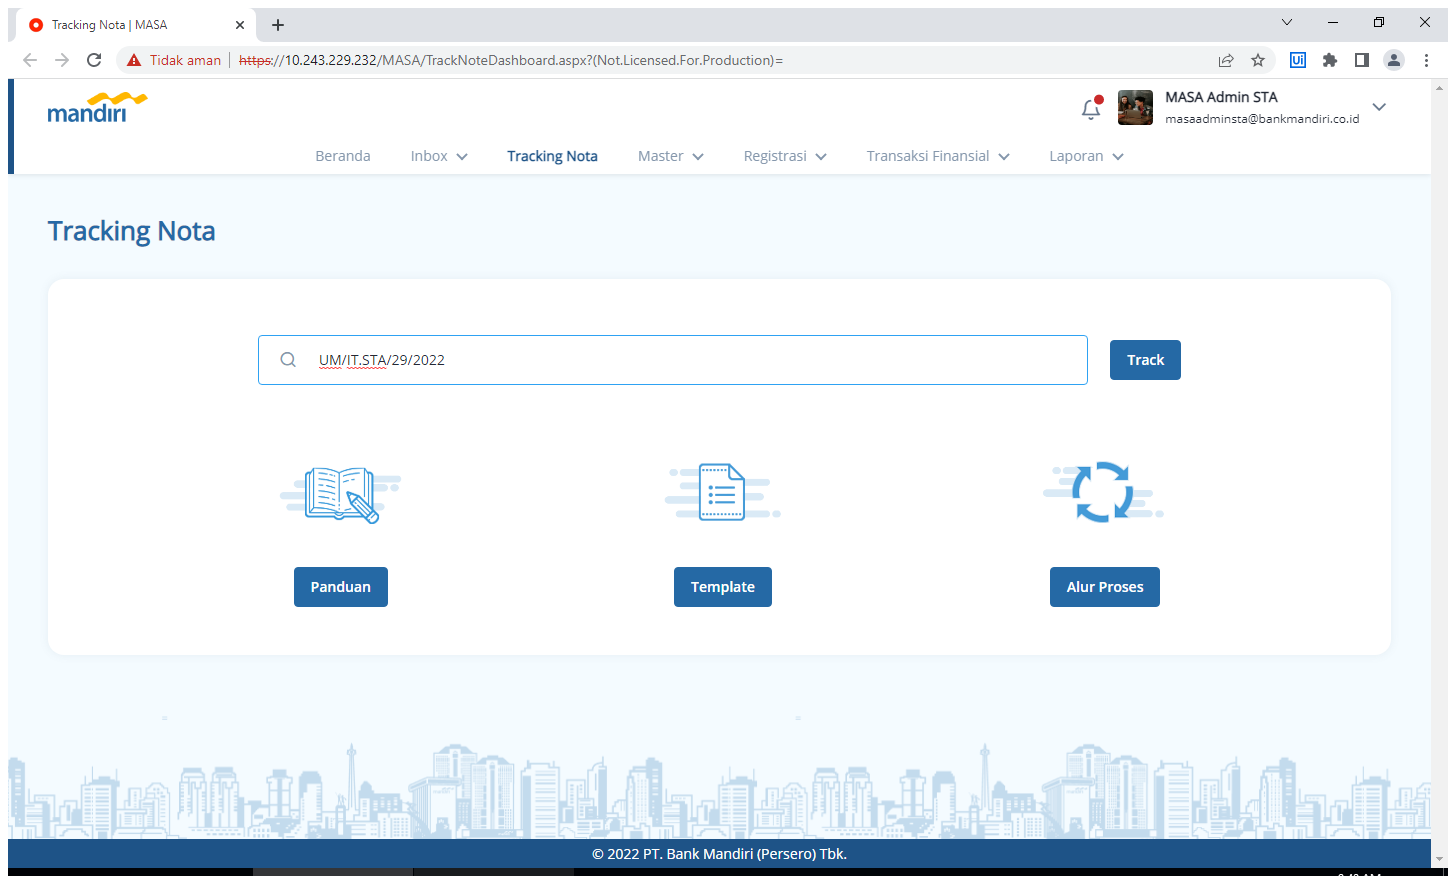 Tracking Nota | MASA
Tidak aman
https://10.243.229.232/MASA/TrackNoteDashboard.aspx?(Not.Licensed.For.Production)=
Ui
mandiri
MASA Admin STA
masaadminsta@bankmandiri.co.id
Beranda
Inbox
Tracking Nota
Master
Registrasi
Transaksi Finansial
Laporan
Tracking Nota
UM/IT.STA/29/2022
Track
Panduan
Template
Alur Proses
© 2022 PT. Bank Mandiri (Persero) Tbk.